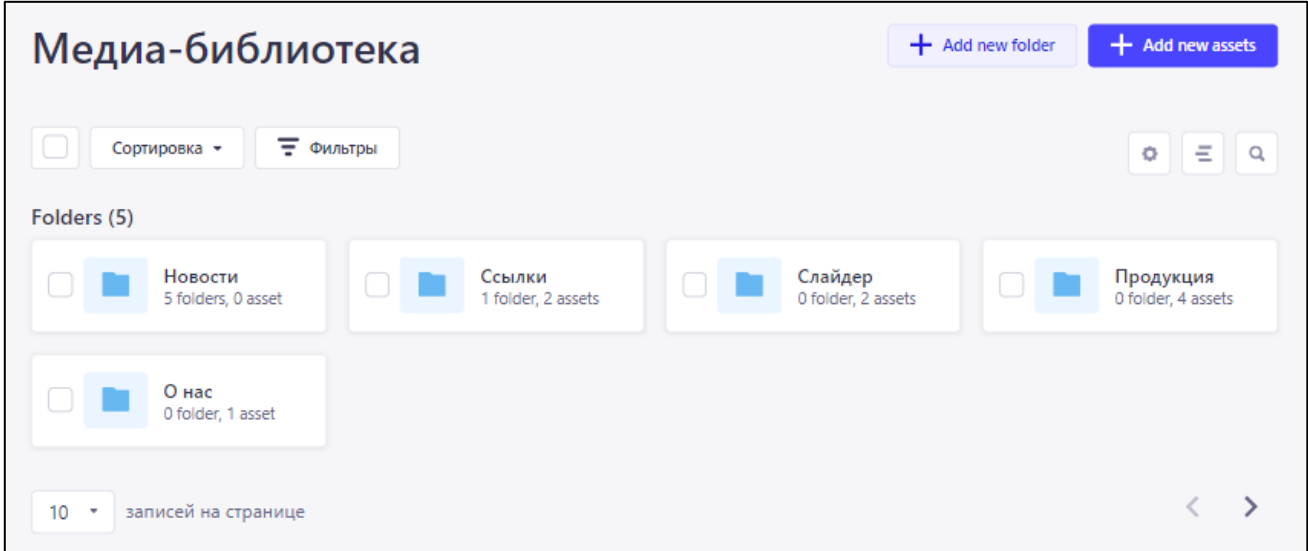 Медиа-библиотека
Add new folder
Add new assets
Сортировка
Фильтры
Folders (5)
Новости
5 folders, 0 asset
Ссылки
1 folder, 2 assets
Слайдер
0 folder, 2 assets
Продукция
0 folder, 4 assets
О нас
0 folder, 1 asset
10 записей на странице